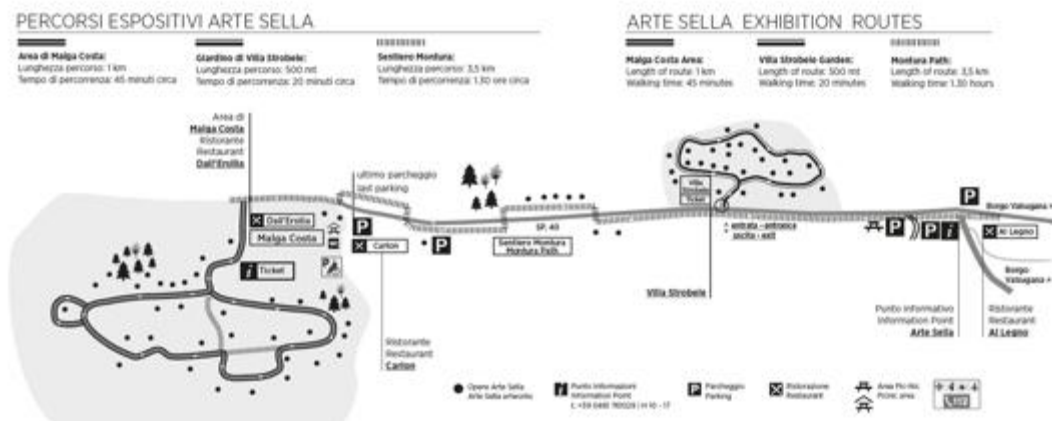 PERCORSI ESPOSITIVI ARTE SELLA
Area di Malga Costa:
Lunghezza percorso: 1 km
Tempo di percorrenza: 45 minuti circa
Giardino di Villa Strobele:
Lunghezza percorso: 500 mt
Tempo di percorrenza: 20 minuti circa
Sentiero Montura:
Lunghezza percorso: 3,5 km
Tempo di percorrenza: 1.30 ore circa
ARTE SELLA EXHIBITION ROUTES
Malga Costa Area:
Length of route: 1 km
Walking time: 45 minutes
Villa Strobele Garden:
Length of route: 500 mt
Walking time: 20 minutes
Montura Path:
Length of route: 3,5 km
Walking time: 1.30 hours
Area di
Malga Costa
Ristorante
Restaurant
Dall'Ersilia
ultimo parcheggio
last parking
Dall'Ersilia
Malga Costa
i Ticket
P
P
Carlon
P
Sentiero Montura
Montura Path
SP. 40
Villa
Strobele
Ticket
entrata - entrance
uscita - exit
P
P
P i
Al Legno
Borgo Valsugana
Borgo
Valsugana
Villa Strobele
Punto informativo
Information Point
Arte Sella
Ristorante
Restaurant
Al Legno
Ristorante
Restaurant
Carlon
Opere Arte Sella
Arte Sella artworks
i
Punto informazioni
Information Point
P
Parcheggio
Parking
Ristorazione
Restaurant
Area Pic-Nic
Picnic area